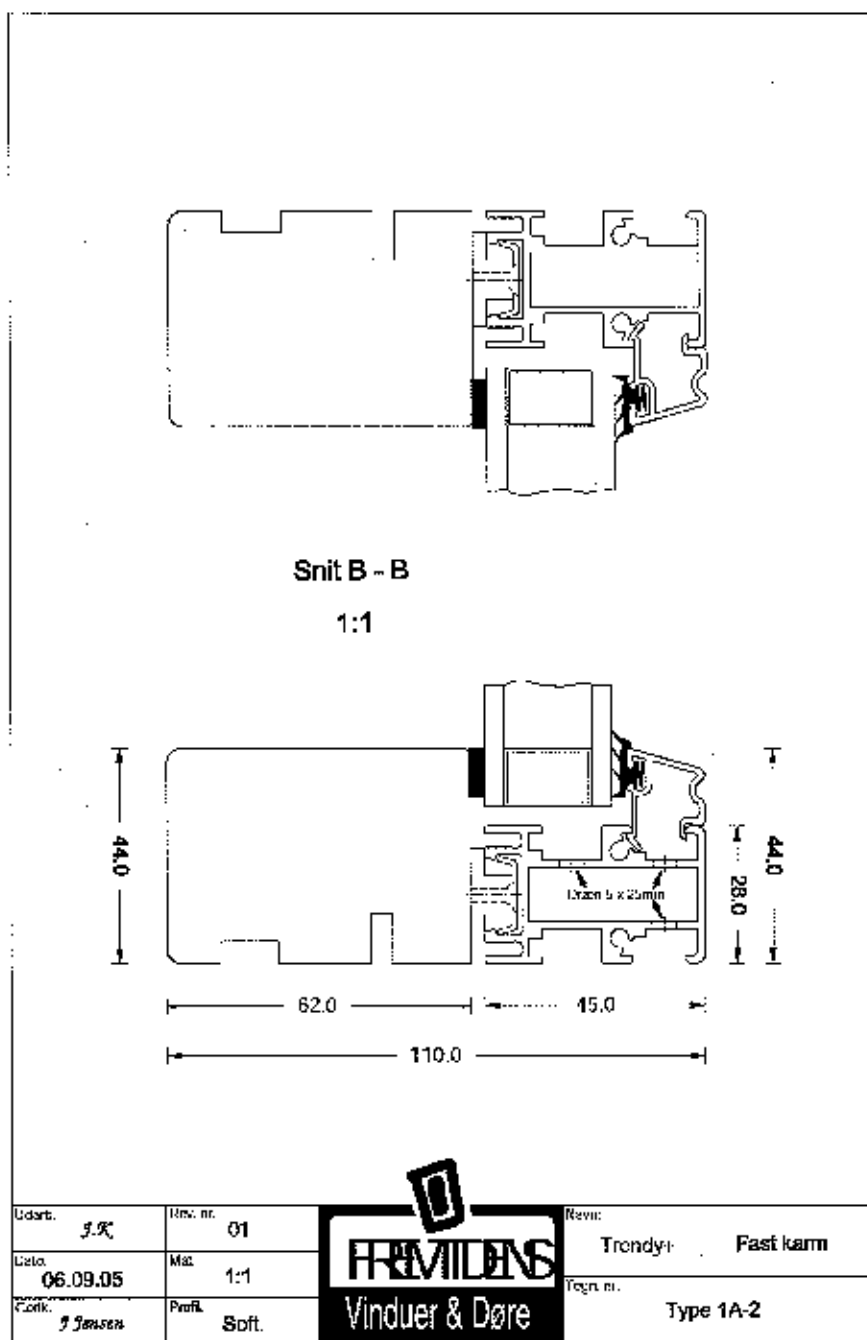 Snit B - B
1:1
44.0
44.0
28.0
Dræn 5 x 25mm
62.0
45.0
110.0
Udarb. J.K.
Rev. nr. 01
Dato. 06.09.05
Mål 1:1
Godk. J Jensen
Profil. Soft.
FREMTIDENS
Vinduer & Døre
Navn: Trendy+ Fast karm
Tegn. nr. Type 1A-2